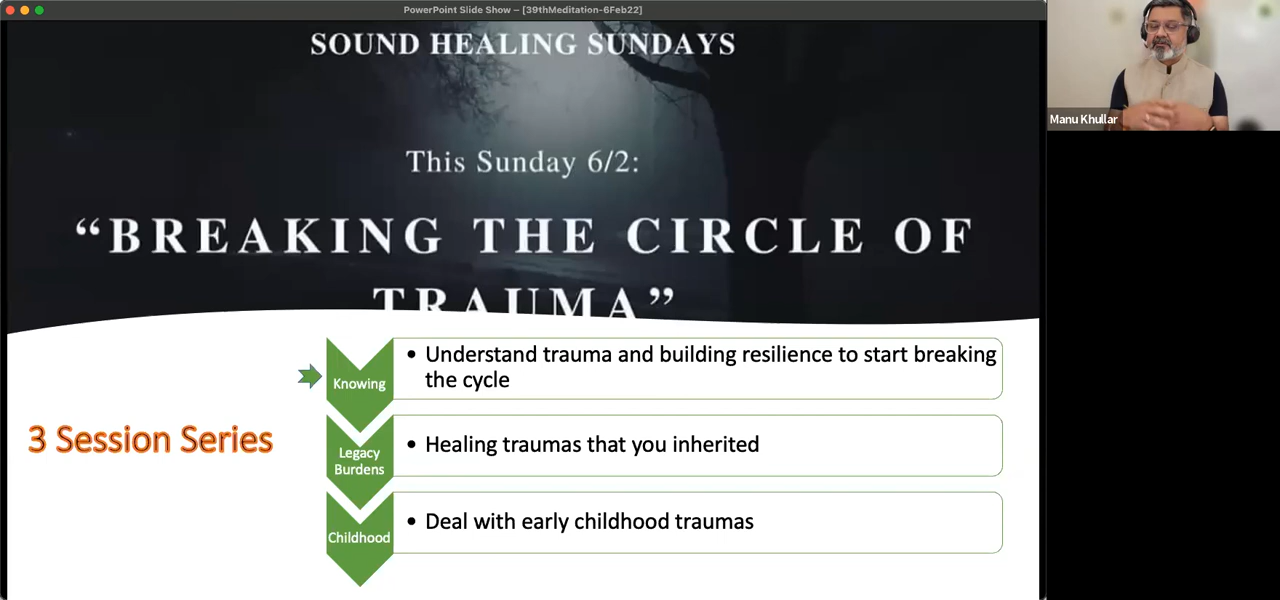 PowerPoint Slide Show – [39thMeditation-6Feb22]
SOUND HEALING SUNDAYS
This Sunday 6/2:
“BREAKING THE CIRCLE OF
TRAUMA”
Manu Khullar
3 Session Series
Knowing
• Understand trauma and building resilience to start breaking
the cycle
Legacy
Burdens
• Healing traumas that you inherited
Childhood
• Deal with early childhood traumas